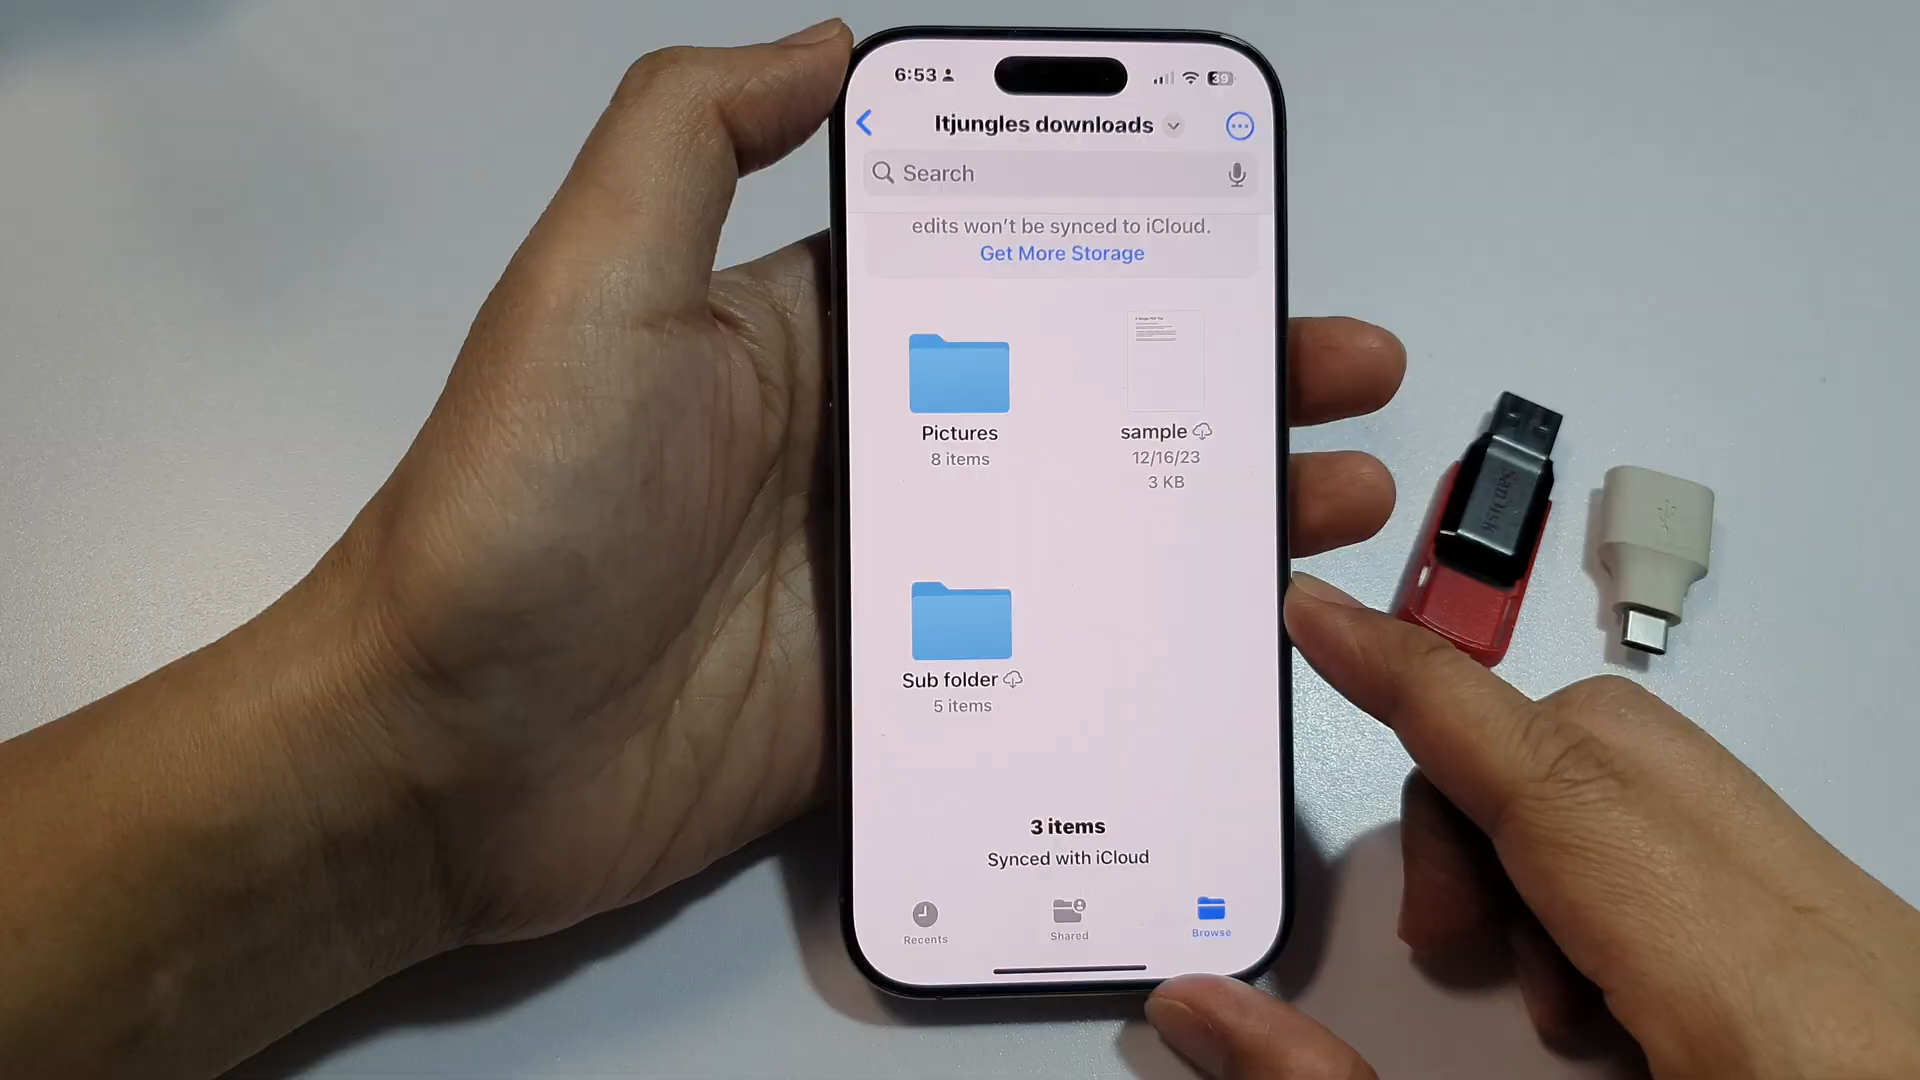 6:53
39
Itjungles downloads
Search
edits won't be synced to iCloud.
Get More Storage
Pictures
8 items
sample
12/16/23
3 KB
Sub folder
5 items
3 items
Synced with iCloud
Recents
Shared
Browse
SanDisk